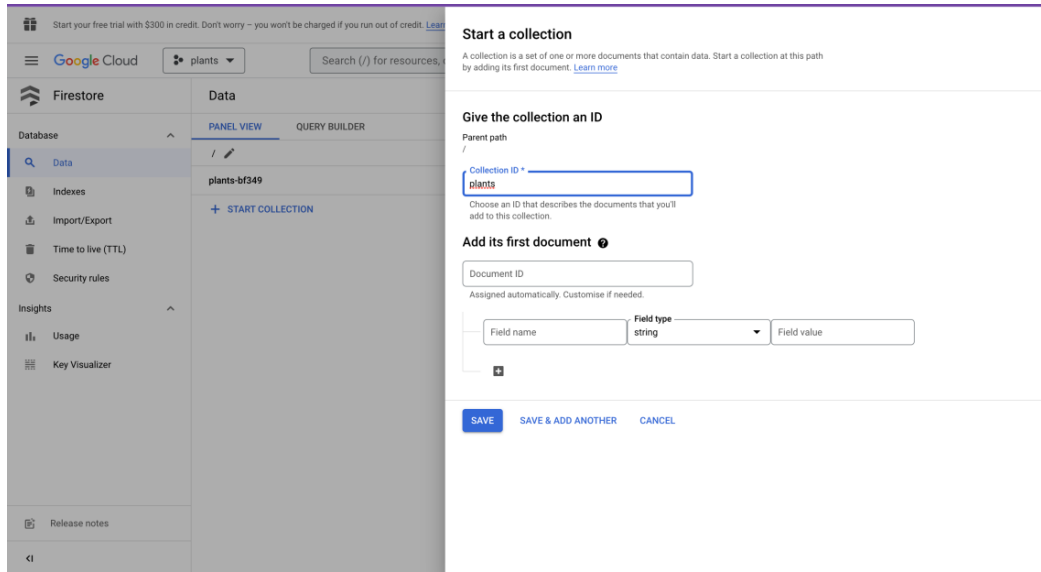 Start your free trial with $300 in credit. Don't worry – you won't be charged if you run out of credit. Learn
Google Cloud
plants
Search (/) for resources,
Firestore
Database
Data
Indexes
Import/Export
Time to live (TTL)
Security rules
Insights
Usage
Key Visualizer
Release notes
Data
PANEL VIEW
QUERY BUILDER
/
plants-bf349
START COLLECTION
Start a collection
A collection is a set of one or more documents that contain data. Start a collection at this path
by adding its first document. Learn more
Give the collection an ID
Parent path
/
Collection ID *
plants
Choose an ID that describes the documents that you'll
add to this collection.
Add its first document
Document ID
Assigned automatically. Customise if needed.
Field name
Field type
string
Field value
SAVE
SAVE & ADD ANOTHER
CANCEL